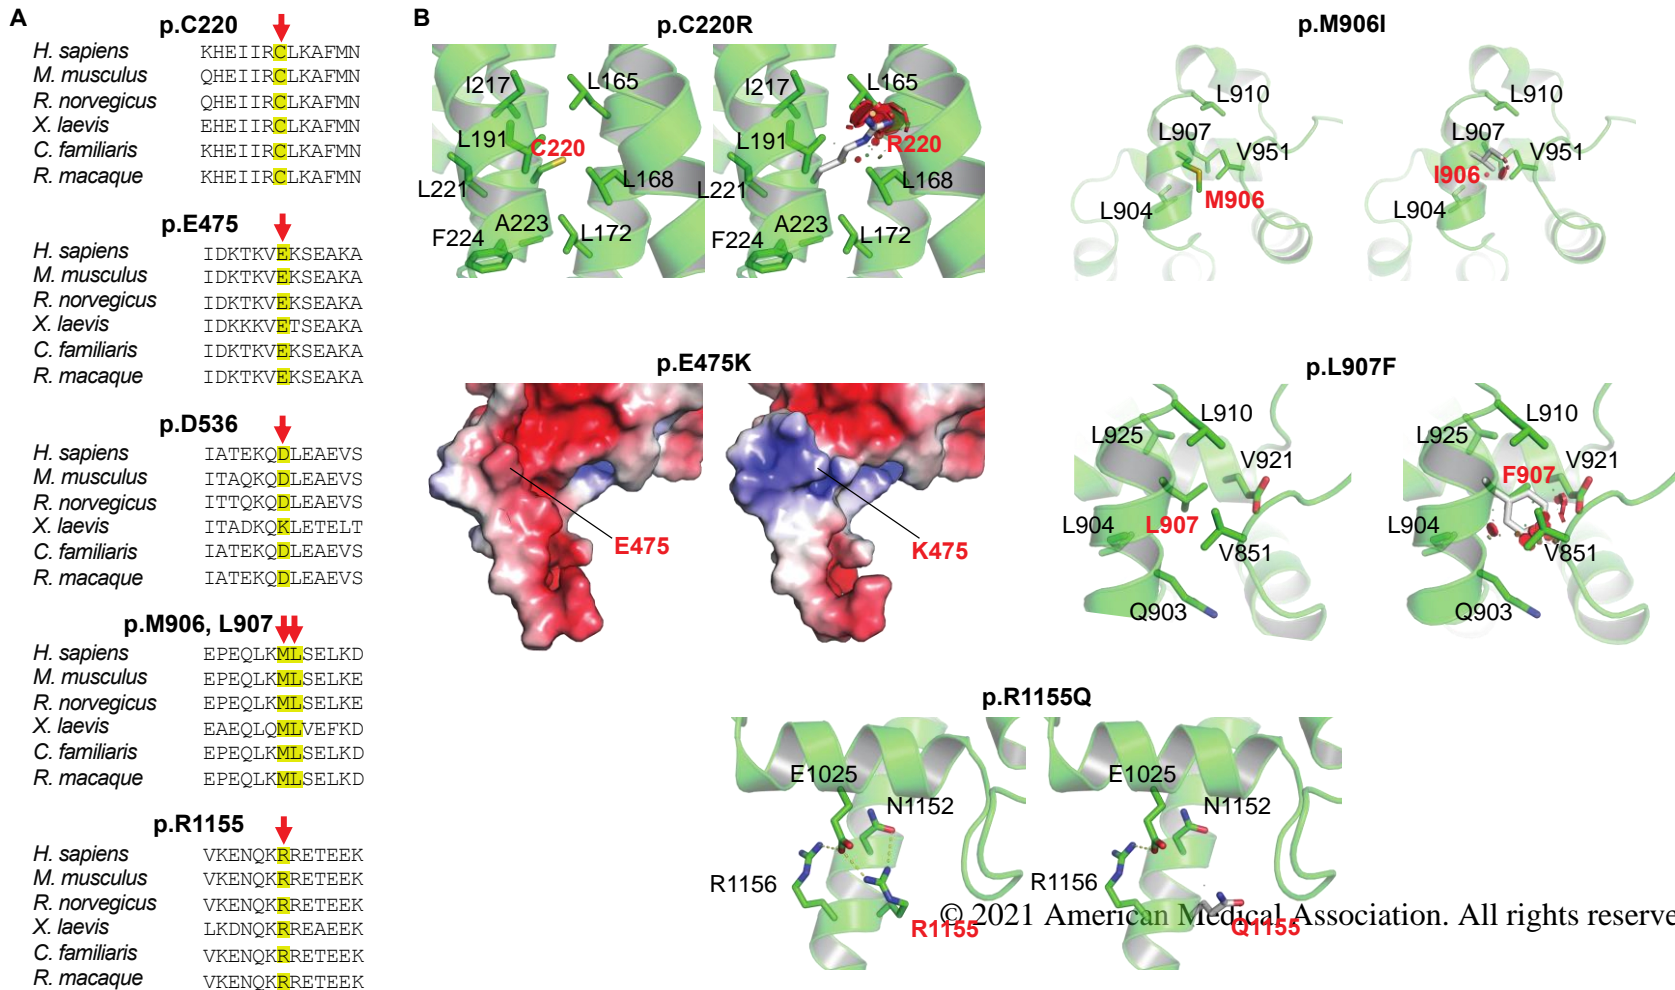 A
p.C220
H. sapiens KHEIIRCLKAFMN
M. musculus QHEIIRCLKAFMN
R. norvegicus QHEIIRCLKAFMN
X. laevis EHEIIRCLKAFMN
C. familiaris KHEIIRCLKAFMN
R. macaque KHEIIRCLKAFMN
p.E475
H. sapiens IDKTKVEKSEAKA
M. musculus IDKTKVEKSEAKA
R. norvegicus IDKTKVEKSEAKA
X. laevis IDKKKVETSEAKA
C. familiaris IDKTKVEKSEAKA
R. macaque IDKTKVEKSEAKA
p.D536
H. sapiens IATEKQDLEAEVS
M. musculus ITAQKQDLEAEVS
R. norvegicus ITTQKQDLEAEVS
X. laevis ITADKQKLETELT
C. familiaris IATEKQDLEAEVS
R. macaque IATEKQDLEAEVS
p.M906, L907
H. sapiens EPEQLKMLSELKD
M. musculus EPEQLKMLSELKE
R. norvegicus EPEQLKMLSELKE
X. laevis EAEQLQMLVEFKD
C. familiaris EPEQLKMLSELKD
R. macaque EPEQLKMLSELKD
p.R1155
H. sapiens VKENQKRRETEEK
M. musculus VKENQKRRETEEK
R. norvegicus VKENQKRRETEEK
X. laevis LKDNQKRREAEEK
C. familiaris VKENQKRRETEEK
R. macaque VKENQKRRETEEK
B
p.C220R
I217 L165
L191 C220
L221 L168
A223
F224 L172
I217 L165
L191 R220
L221 L168
A223
F224 L172
p.M906I
L910
L907 V951
M906
L904
L910
L907 V951
I906
L904
p.E475K
E475
K475
p.L907F
L910
L925
V921
L904 L907
V851
Q903
L910
L925
V921
F907
L904
V851
Q903
p.R1155Q
E1025
N1152
R1156
R1155
E1025
N1152
R1156
Q1155
© 2021 American Medical Association. All rights reserve